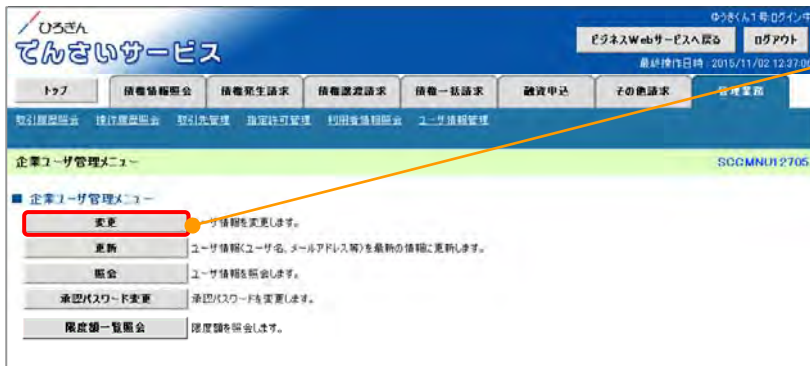 ひろぎん
てんさいサービス
ゆうぎん1号 ログイン中
ビジネスWebサービスへ戻る ログアウト
最終操作日時:2015/11/02 12:37:06
トップ 債権情報照会 債権発生請求 債権譲渡請求 債権一括請求 融資申込 その他請求 管理業務
取引履歴照会 操作履歴照会 取引先管理 指定許可管理 利用者情報照会 ユーザ情報管理
企業ユーザ管理メニュー SCCMNU12705
■ 企業ユーザ管理メニュー
変更 ユーザ情報を変更します。
更新 ユーザ情報(ユーザ名、メールアドレス等)を最新の情報に更新します。
照会 ユーザ情報を照会します。
承認パスワード変更 承認パスワードを変更します。
限度額一覧照会 限度額を照会します。